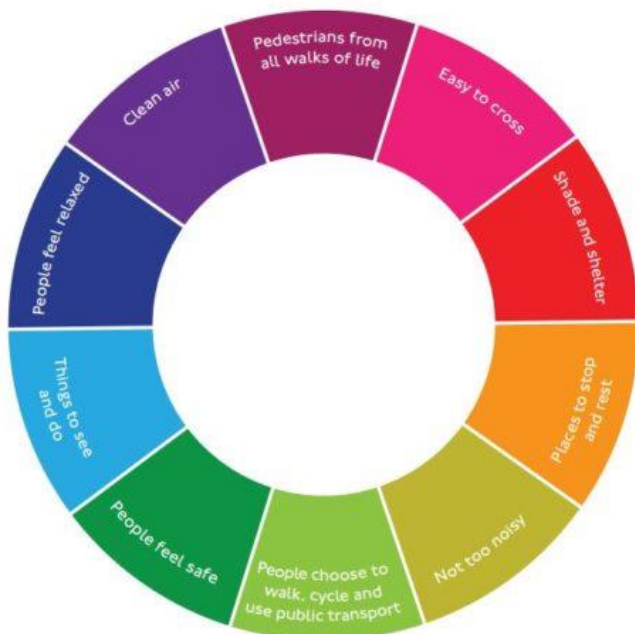 Pedestrians from
all walks of life
Easy to cross
Shade and shelter
Places to stop
and rest
Not too noisy
People choose to
walk, cycle and
use public transport
People feel safe
Things to see
and do
People feel relaxed
Clean air